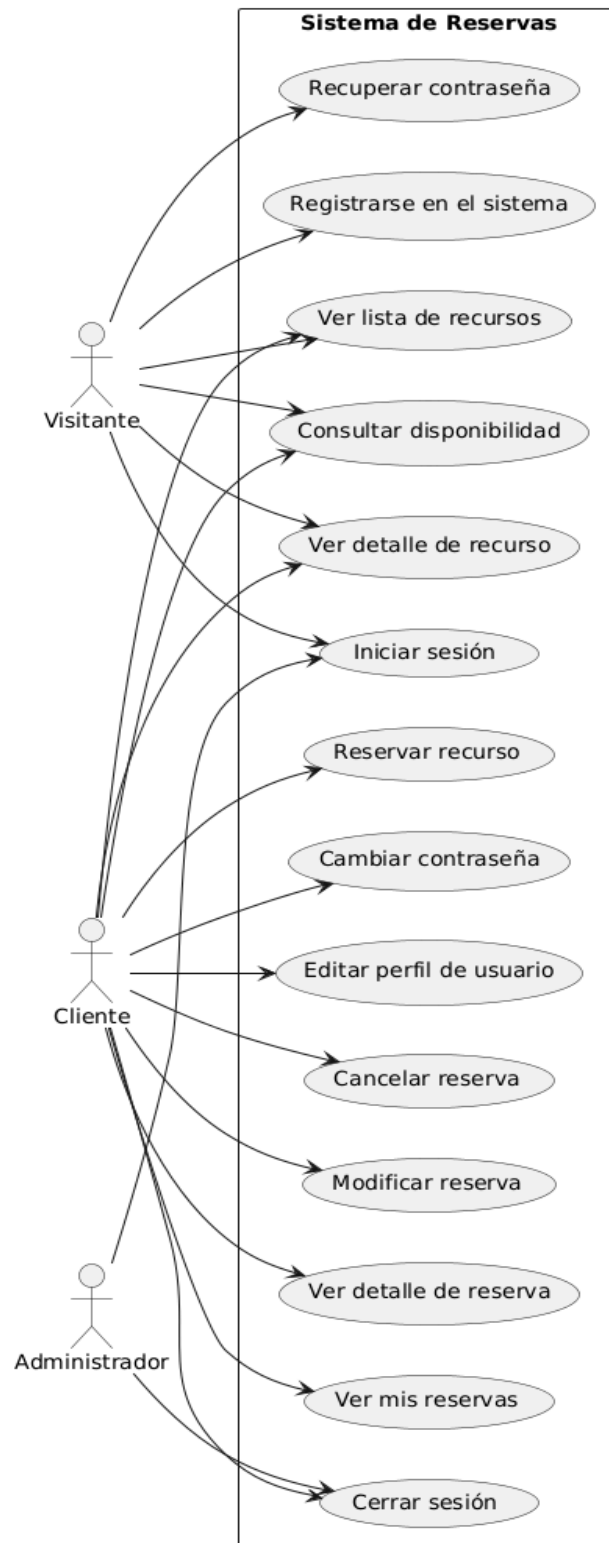 Sistema de Reservas
Recuperar contraseña
Registrarse en el sistema
Ver lista de recursos
Visitante
Consultar disponibilidad
Ver detalle de recurso
Iniciar sesión
Reservar recurso
Cambiar contraseña
Editar perfil de usuario
Cliente
Cancelar reserva
Modificar reserva
Ver detalle de reserva
Administrador
Ver mis reservas
Cerrar sesión